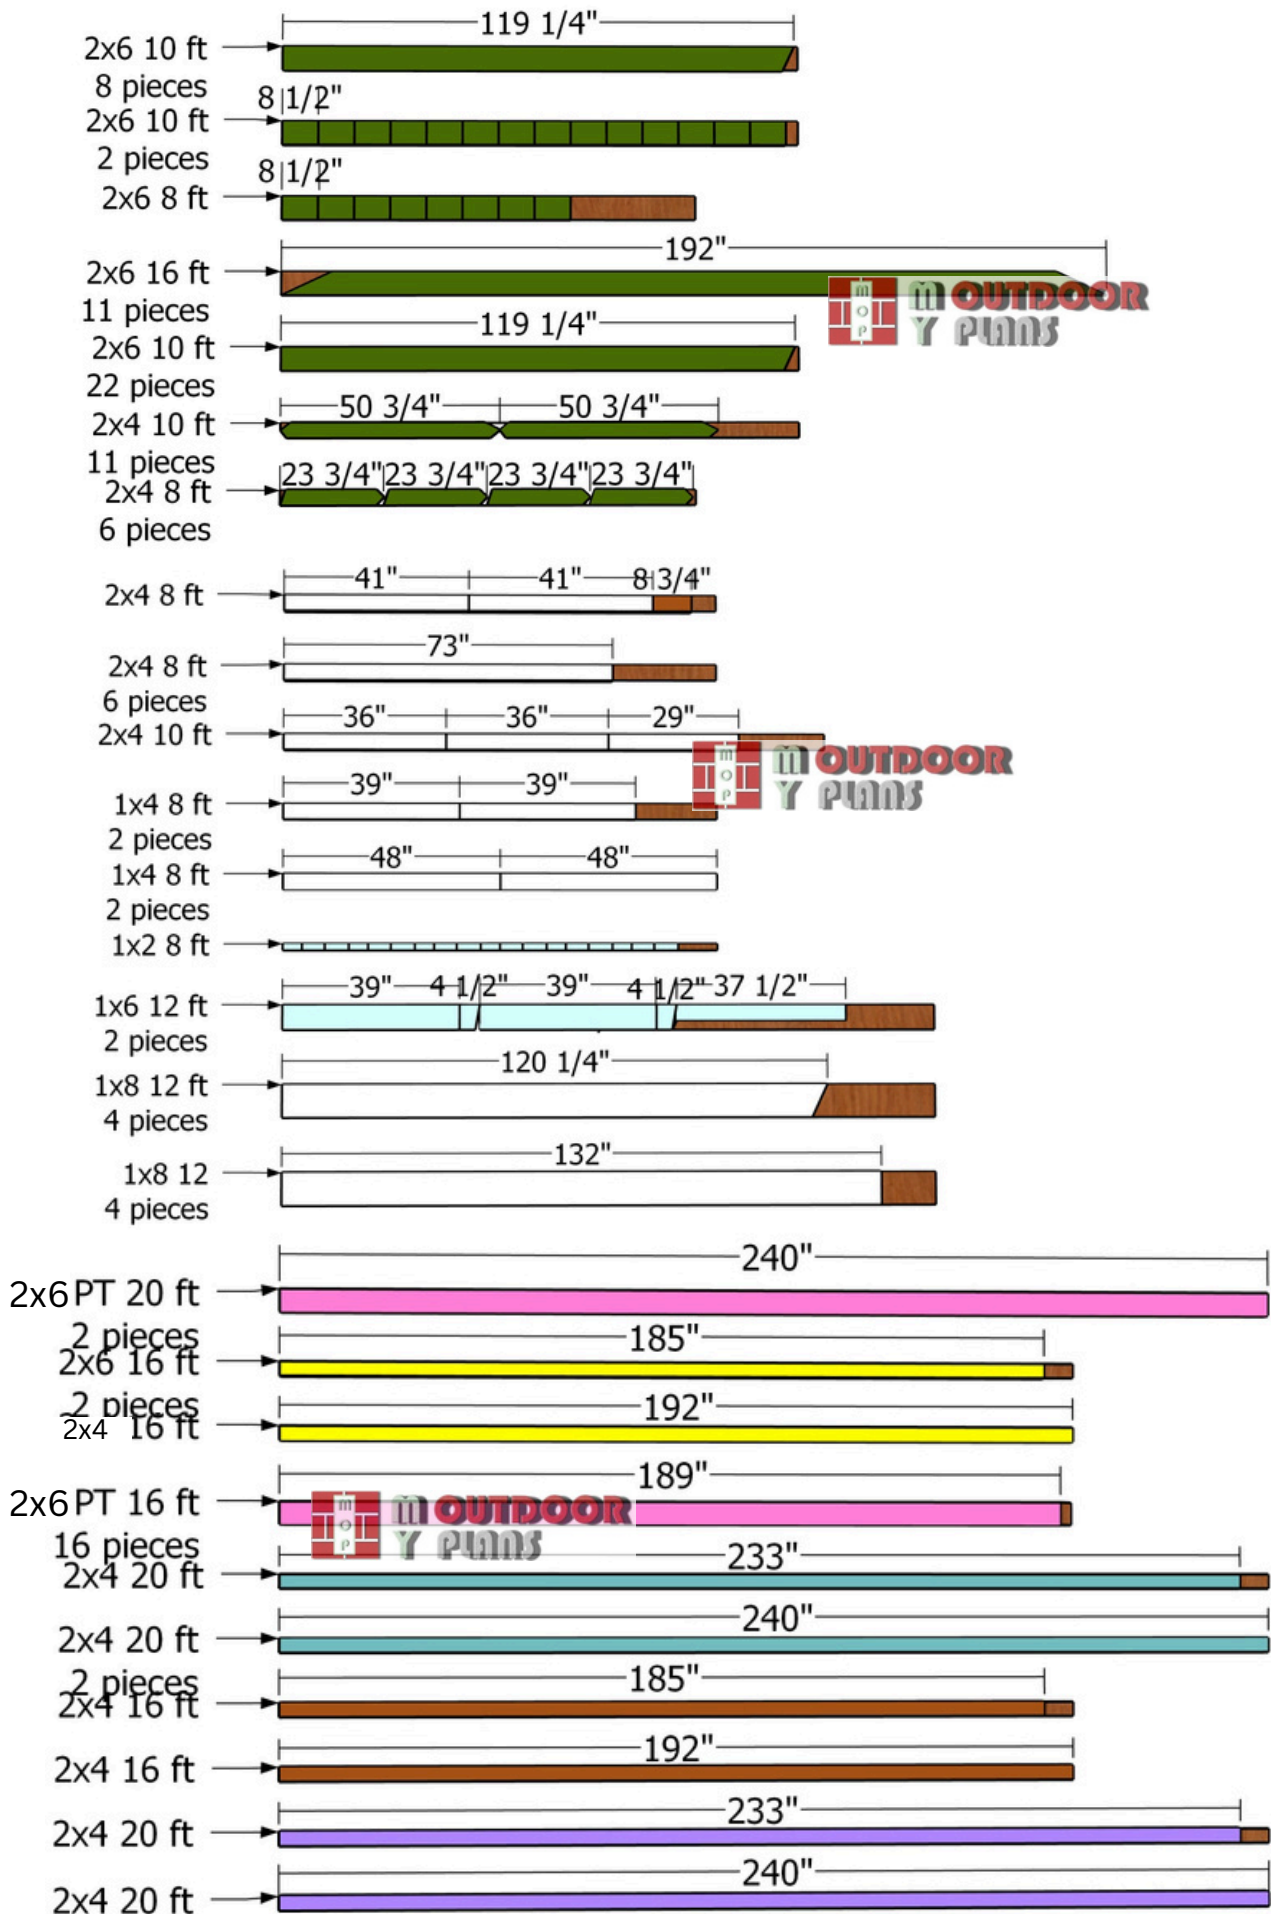 119 1/4"
2x6 10 ft
8 pieces
8 1/2"
2x6 10 ft
2 pieces
8 1/2"
2x6 8 ft
192"
2x6 16 ft
11 pieces
M OUTDOOR
MOP
Y PLANS
119 1/4"
2x6 10 ft
22 pieces
50 3/4" 50 3/4"
2x4 10 ft
11 pieces
23 3/4" 23 3/4" 23 3/4" 23 3/4"
2x4 8 ft
6 pieces
41" 41" 8 3/4"
2x4 8 ft
73"
2x4 8 ft
6 pieces
36" 36" 29"
2x4 10 ft
M OUTDOOR
MOP
Y PLANS
39" 39"
1x4 8 ft
2 pieces
48" 48"
1x4 8 ft
2 pieces
1x2 8 ft
39" 4 1/2" 39" 4 1/2" 37 1/2"
1x6 12 ft
2 pieces
120 1/4"
1x8 12 ft
4 pieces
132"
1x8 12
4 pieces
240"
2x6 PT 20 ft
2 pieces
185"
2x6 16 ft
2 pieces
192"
2x4 16 ft
189"
2x6 PT 16 ft
M OUTDOOR
MOP
Y PLANS
16 pieces
233"
2x4 20 ft
240"
2x4 20 ft
2 pieces
185"
2x4 16 ft
192"
2x4 16 ft
233"
2x4 20 ft
240"
2x4 20 ft